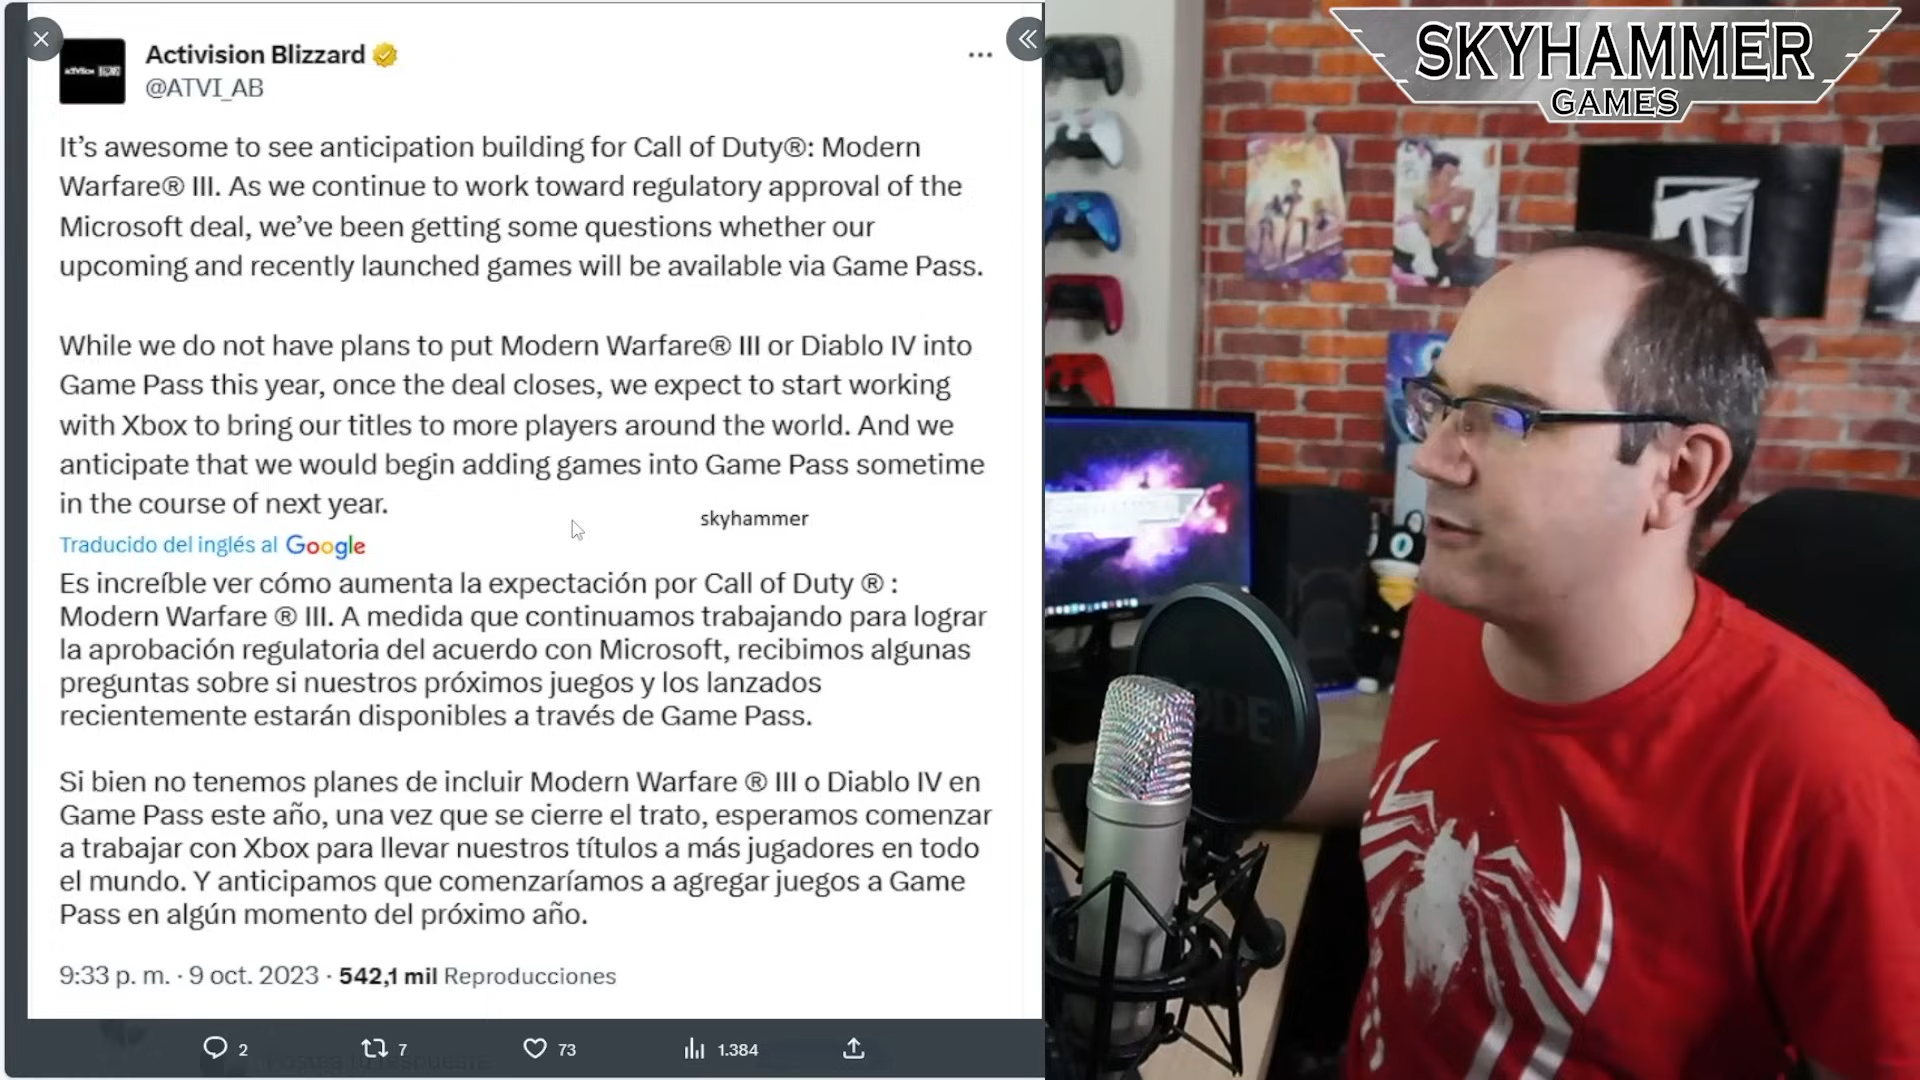 Activision Blizzard
@ATVI_AB
It's awesome to see anticipation building for Call of Duty®: Modern
Warfare® III. As we continue to work toward regulatory approval of the
Microsoft deal, we've been getting some questions whether our
upcoming and recently launched games will be available via Game Pass.
While we do not have plans to put Modern Warfare® III or Diablo IV into
Game Pass this year, once the deal closes, we expect to start working
with Xbox to bring our titles to more players around the world. And we
anticipate that we would begin adding games into Game Pass sometime
in the course of next year.
skyhammer
Traducido del inglés al Google
Es increíble ver cómo aumenta la expectación por Call of Duty ® :
Modern Warfare ® III. A medida que continuamos trabajando para lograr
la aprobación regulatoria del acuerdo con Microsoft, recibimos algunas
preguntas sobre si nuestros próximos juegos y los lanzados
recientemente estarán disponibles a través de Game Pass.
Si bien no tenemos planes de incluir Modern Warfare ® III o Diablo IV en
Game Pass este año, una vez que se cierre el trato, esperamos comenzar
a trabajar con Xbox para llevar nuestros títulos a más jugadores en todo
el mundo. Y anticipamos que comenzaríamos a agregar juegos a Game
Pass en algún momento del próximo año.
9:33 p. m. · 9 oct. 2023 · 542,1 mil Reproducciones
2 7 73 1.384
SKYHAMMER
GAMES